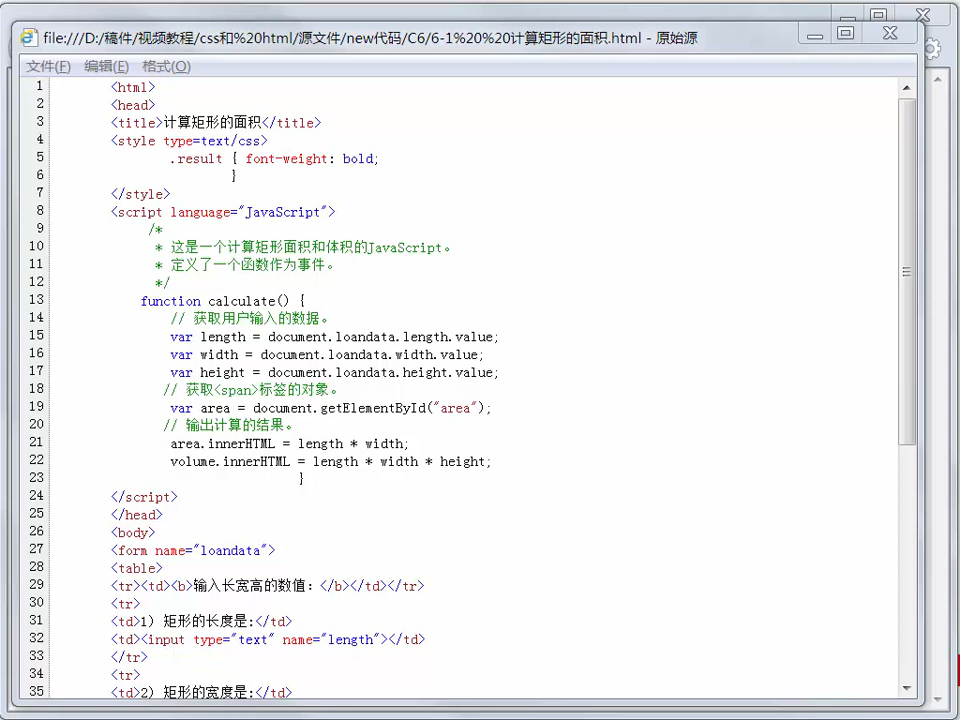 file:///D:/稿件/视频教程/css和%20html/源文件/new代码/C6/6-1%20%20计算矩形的面积.html - 原始源
文件(F) 编辑(E) 格式(O)
1 <html>
2 <head>
3 <title>计算矩形的面积</title>
4 <style type=text/css>
5 .result { font-weight: bold;
6 }
7 </style>
8 <script language="JavaScript">
9 /*
10 * 这是一个计算矩形面积和体积的JavaScript。
11 * 定义了一个函数作为事件。
12 */
13 function calculate() {
14 // 获取用户输入的数据。
15 var length = document.loandata.length.value;
16 var width = document.loandata.width.value;
17 var height = document.loandata.height.value;
18 // 获取<span>标签的对象。
19 var area = document.getElementById("area");
20 // 输出计算的结果。
21 area.innerHTML = length * width;
22 volume.innerHTML = length * width * height;
23 }
24 </script>
25 </head>
26 <body>
27 <form name="loandata">
28 <table>
29 <tr><td><b>输入长宽高的数值：</b></td></tr>
30 <tr>
31 <td>1）矩形的长度是:</td>
32 <td><input type="text" name="length"></td>
33 </tr>
34 <tr>
35 <td>2）矩形的宽度是:</td>